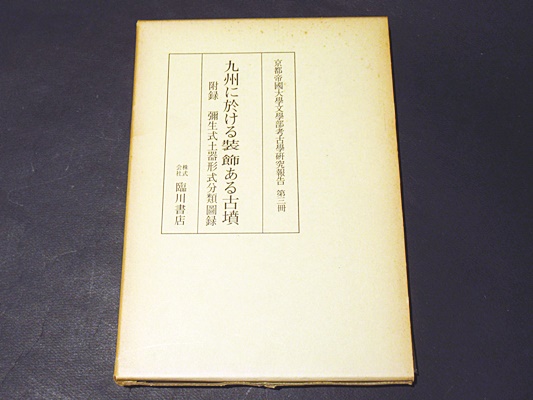 京都帝國大學文學部考古學研究報告 第三冊
九州に於ける装飾ある古墳
附録 彌生式土器形式分類圖録
株式会社 臨川書店